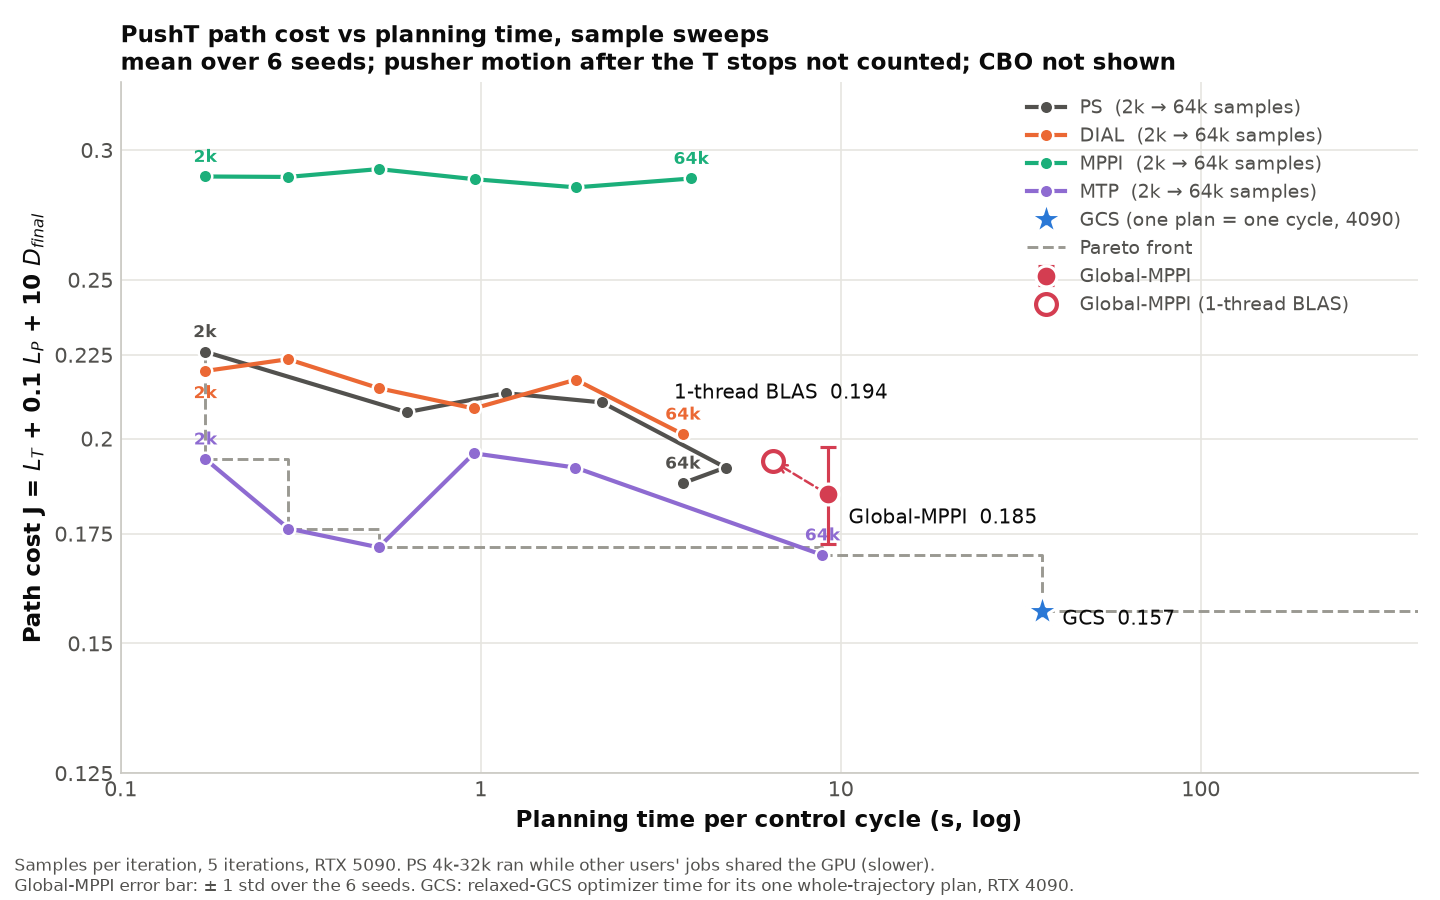 PushT path cost vs planning time, sample sweeps
mean over 6 seeds; pusher motion after the T stops not counted; CBO not shown
PS (2k → 64k samples)
DIAL (2k → 64k samples)
MPPI (2k → 64k samples)
MTP (2k → 64k samples)
GCS (one plan = one cycle, 4090)
Pareto front
Global-MPPI
Global-MPPI (1-thread BLAS)
Path cost J = L_T + 0.1 L_P + 10 D_final
0.3
0.25
0.225
0.2
0.175
0.15
0.125
2k
64k
2k
2k
1-thread BLAS 0.194
64k
2k
64k
Global-MPPI 0.185
64k
GCS 0.157
0.1
1
10
100
Planning time per control cycle (s, log)
Samples per iteration, 5 iterations, RTX 5090. PS 4k-32k ran while other users' jobs shared the GPU (slower).
Global-MPPI error bar: ± 1 std over the 6 seeds. GCS: relaxed-GCS optimizer time for its one whole-trajectory plan, RTX 4090.